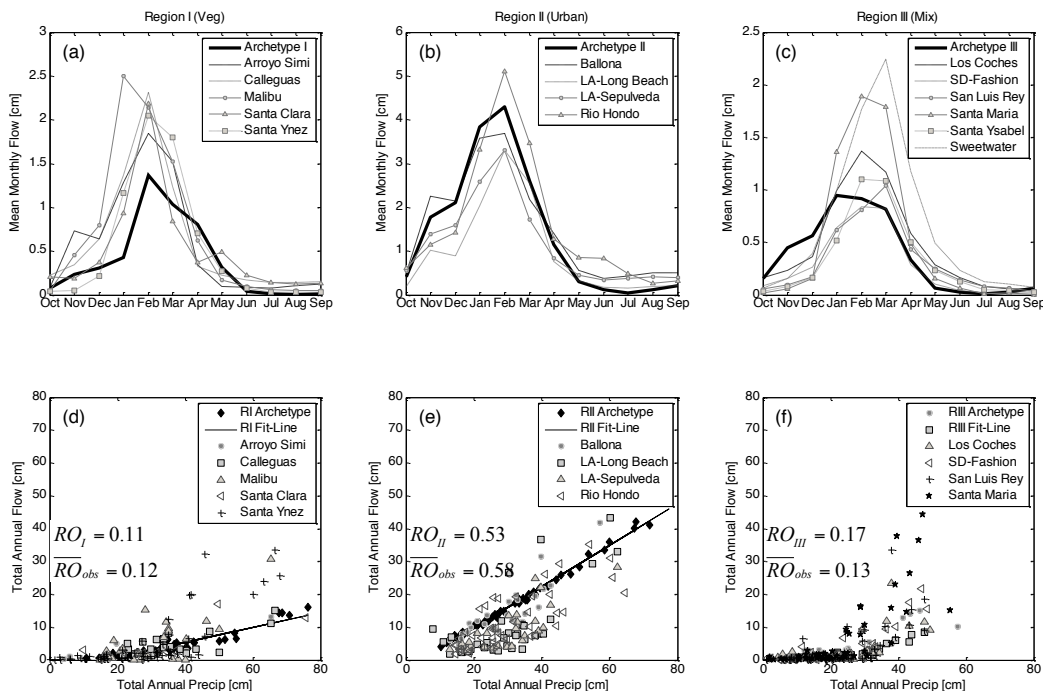 Region I (Veg)
(a)
Mean Monthly Flow [cm]
3
2.5
2
1.5
1
0.5
0
Oct Nov Dec Jan Feb Mar Apr May Jun Jul Aug Sep
Archetype I
Arroyo Simi
Calleguas
Malibu
Santa Clara
Santa Ynez
Region II (Urban)
(b)
Mean Monthly Flow [cm]
6
5
4
3
2
1
0
Oct Nov Dec Jan Feb Mar Apr May Jun Jul Aug Sep
Archetype II
Ballona
LA-Long Beach
LA-Sepulveda
Rio Hondo
Region III (Mix)
(c)
Mean Monthly Flow [cm]
2.5
2
1.5
1
0.5
0
Oct Nov Dec Jan Feb Mar Apr May Jun Jul Aug Sep
Archetype III
Los Coches
SD-Fashion
San Luis Rey
Santa Maria
Santa Ysabel
Sweetwater
(d)
Total Annual Flow [cm]
80
70
60
50
40
30
20
10
0
0 20 40 60 80
Total Annual Precip [cm]
RI Archetype
RI Fit-Line
Arroyo Simi
Calleguas
Malibu
Santa Clara
Santa Ynez
RO_I = 0.11
RO_obs = 0.12
(e)
Total Annual Flow [cm]
80
70
60
50
40
30
20
10
0
0 20 40 60 80
Total Annual Precip [cm]
RII Archetype
RII Fit-Line
Ballona
LA-Long Beach
LA-Sepulveda
Rio Hondo
RO_II = 0.53
RO_obs = 0.58
(f)
Total Annual Flow [cm]
80
70
60
50
40
30
20
10
0
0 20 40 60 80
Total Annual Precip [cm]
RIII Archetype
RIII Fit-Line
Los Coches
SD-Fashion
San Luis Rey
Santa Maria
RO_III = 0.17
RO_obs = 0.13